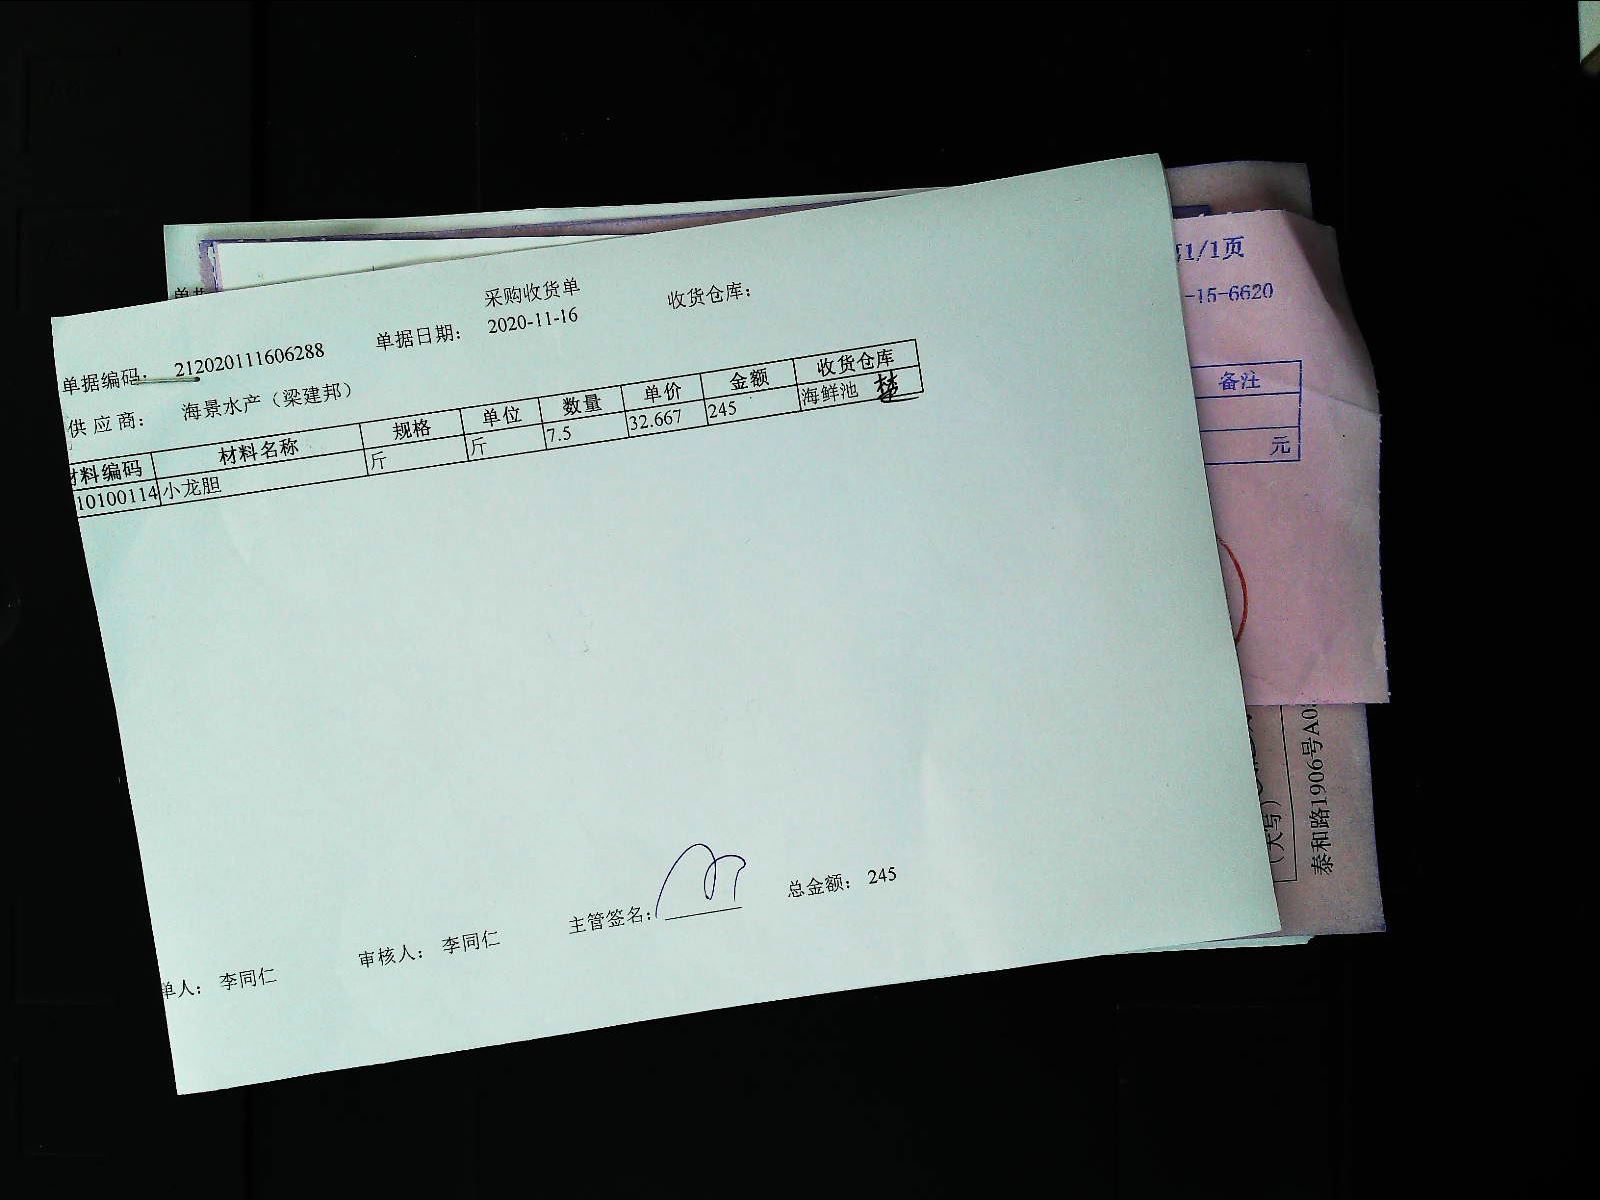 采购收货单
单据编码: 212020111606288 单据日期: 2020-11-16 收货仓库:
供应商: 海景水产（梁建邦）
材料编码 材料名称 规格 单位 数量 单价 金额 收货仓库
10100114 小龙胆 斤 斤 7.5 32.667 245 海鲜池
单人: 李同仁 审核人: 李同仁 主管签名: 总金额: 245
1/1页
-15-6620
备注
元
（大写）
泰和路1906号A0